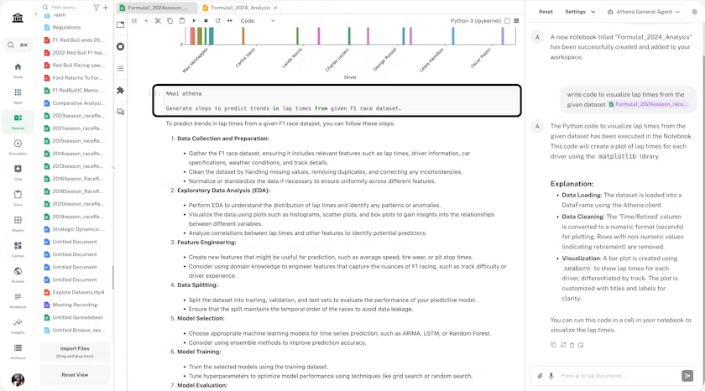 Team
Regulations
F1: Red Bull ends 20...
2022-Red Bull F1 tea...
Red Bull Racing sew...
Ford Returns To For...
Comparative Analysi...
2023season_raceRe...
2022season_raceRe...
2020season_raceRe...
2019season_raceRe...
Strategic Dynamics: ...
Untitled Document
Untitled Document
Untitled Document
Untitled Document
Explore Datasets.mp4
Meeting Recording
Untitled Spreadsheet
Untitled Browse_ses...
Import Files
(Drag and drop here)
Reset View
Home
Chat
Docs
Sheets
Canvas
Browse
Notebook
Insights
Formula1_2024season_...
Formula1_2024_Analysis
Code
Python 3 (ipykernel)
Max Verstappen
Carlos Sainz
Lando Norris
Charles Leclerc
George Russell
Lewis Hamilton
Oscar Piastri
Driver
%%ai athena
Generate steps to predict trends in lap times from given F1 race dataset.
To predict trends in lap times from a given F1 race dataset, you can follow these steps:
1. Data Collection and Preparation:
• Gather the F1 race dataset, ensuring it includes relevant features such as lap times, driver information, car
specifications, weather conditions, and track details.
• Clean the dataset by handling missing values, removing duplicates, and correcting any inconsistencies.
• Normalize or standardize the data if necessary to ensure uniformity across different features.
2. Exploratory Data Analysis (EDA):
• Perform EDA to understand the distribution of lap times and identify any patterns or anomalies.
• Visualize the data using plots such as histograms, scatter plots, and box plots to gain insights into the relationships
between different variables.
• Analyze correlations between lap times and other features to identify potential predictors.
3. Feature Engineering:
• Create new features that might be useful for prediction, such as average speed, tire wear, or pit stop times.
• Consider using domain knowledge to engineer features that capture the nuances of F1 racing, such as track difficulty or
driver experience.
4. Data Splitting:
• Split the dataset into training, validation, and test sets to evaluate the performance of your predictive model.
• Ensure that the split maintains the temporal order of the races to avoid data leakage.
5. Model Selection:
• Choose appropriate machine learning models for time series prediction, such as ARIMA, LSTM, or Random Forest.
• Consider using ensemble methods to improve prediction accuracy.
6. Model Training:
• Train the selected models using the training dataset.
• Tune hyperparameters to optimize model performance using techniques like grid search or random search.
7. Model Evaluation:
Reset
Settings
Athena General Agent
A
A new notebook titled "Formula1_2024_Analysis"
has been successfully created and added to your
workspace.
write code to visualize lap times from the
given dataset Formula1_2024season_race...
A
The Python code to visualize lap times from the
given dataset has been executed in the Notebook.
This code will create a plot of lap times for each
driver using the matplotlib library.
Explanation:
• Data Loading: The dataset is loaded into a
DataFrame using the Athena client.
• Data Cleaning: The 'Time/Retired' column
is converted to a numeric format (seconds)
for plotting. Rows with non-numeric values
(indicating retirement) are removed.
• Visualization: A bar plot is created using
seaborn to show lap times for each
driver, differentiated by track. The plot is
customized with titles and labels for
clarity.
You can run this code in a cell in your notebook to
visualize the lap times.